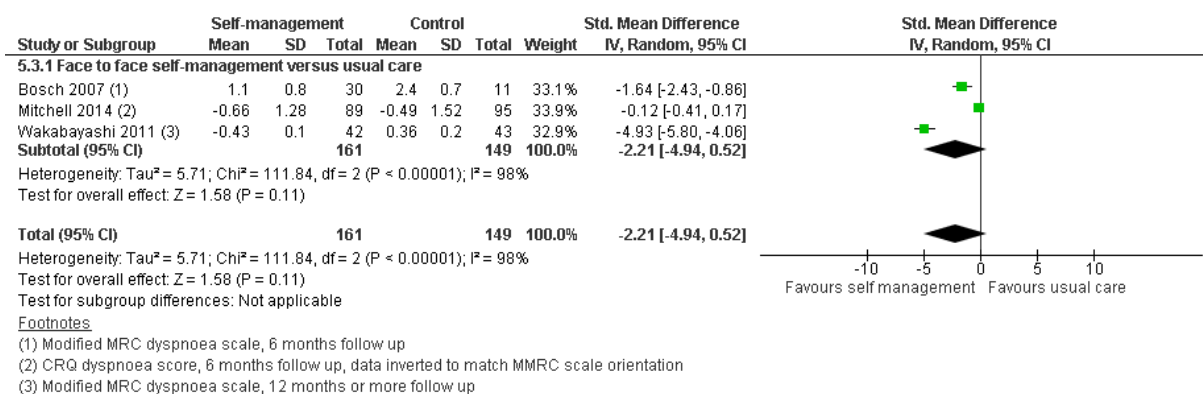 Self-management Control Std. Mean Difference Std. Mean Difference
Study or Subgroup Mean SD Total Mean SD Total Weight IV, Random, 95% CI IV, Random, 95% CI
5.3.1 Face to face self-management versus usual care
Bosch 2007 (1) 1.1 0.8 30 2.4 0.7 11 33.1% -1.64 [-2.43, -0.86]
Mitchell 2014 (2) -0.66 1.28 89 -0.49 1.52 95 33.9% -0.12 [-0.41, 0.17]
Wakabayashi 2011 (3) -0.43 0.1 42 0.36 0.2 43 32.9% -4.93 [-5.80, -4.06]
Subtotal (95% CI) 161 149 100.0% -2.21 [-4.94, 0.52]
Heterogeneity: Tau² = 5.71; Chi² = 111.84, df = 2 (P < 0.00001); I² = 98%
Test for overall effect: Z = 1.58 (P = 0.11)
Total (95% CI) 161 149 100.0% -2.21 [-4.94, 0.52]
Heterogeneity: Tau² = 5.71; Chi² = 111.84, df = 2 (P < 0.00001); I² = 98%
Test for overall effect: Z = 1.58 (P = 0.11)
Test for subgroup differences: Not applicable
-10 -5 0 5 10
Favours self management Favours usual care
Footnotes
(1) Modified MRC dyspnoea scale, 6 months follow up
(2) CRQ dyspnoea score, 6 months follow up, data inverted to match MMRC scale orientation
(3) Modified MRC dyspnoea scale, 12 months or more follow up